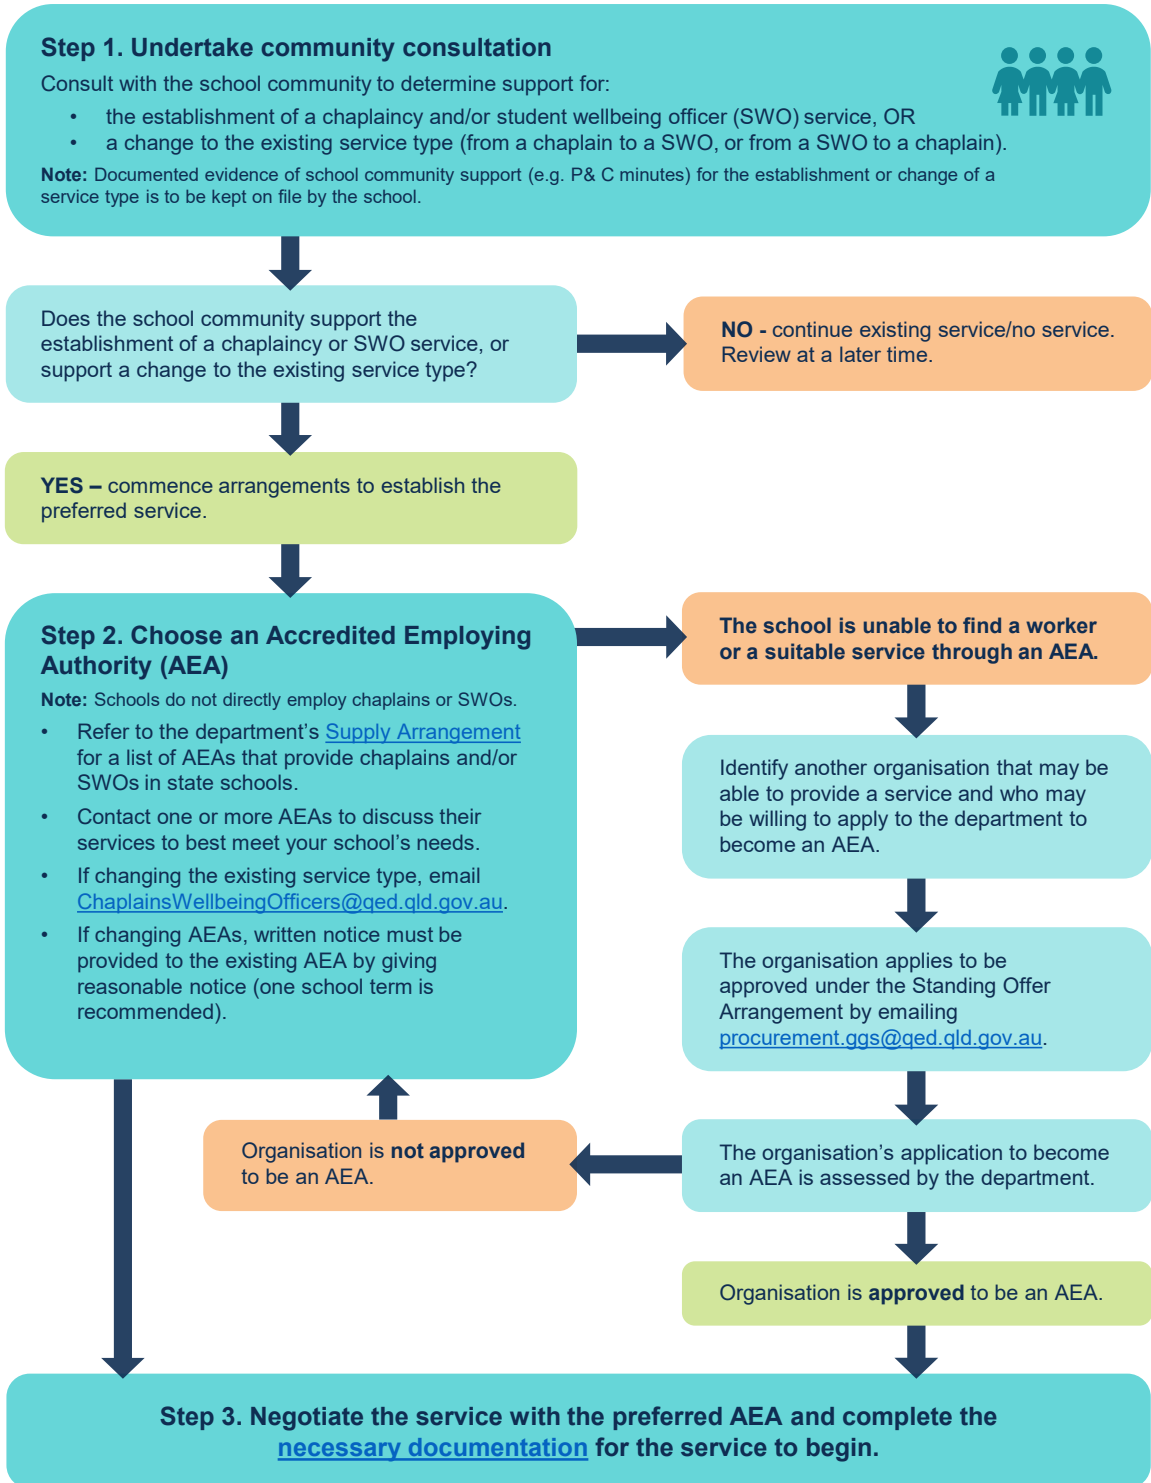 Step 1. Undertake community consultation
Consult with the school community to determine support for:
• the establishment of a chaplaincy and/or student wellbeing officer (SWO) service, OR
• a change to the existing service type (from a chaplain to a SWO, or from a SWO to a chaplain).
Note: Documented evidence of school community support (e.g. P& C minutes) for the establishment or change of a
service type is to be kept on file by the school.
Does the school community support the
establishment of a chaplaincy or SWO service, or
support a change to the existing service type?
NO - continue existing service/no service.
Review at a later time.
YES – commence arrangements to establish the
preferred service.
Step 2. Choose an Accredited Employing
Authority (AEA)
Note: Schools do not directly employ chaplains or SWOs.
• Refer to the department's Supply Arrangement
for a list of AEAs that provide chaplains and/or
SWOs in state schools.
• Contact one or more AEAs to discuss their
services to best meet your school's needs.
• If changing the existing service type, email
ChaplainsWellbeingOfficers@qed.qld.gov.au.
• If changing AEAs, written notice must be
provided to the existing AEA by giving
reasonable notice (one school term is
recommended).
The school is unable to find a worker
or a suitable service through an AEA.
Identify another organisation that may be
able to provide a service and who may
be willing to apply to the department to
become an AEA.
The organisation applies to be
approved under the Standing Offer
Arrangement by emailing
procurement.ggs@qed.qld.gov.au.
The organisation's application to become
an AEA is assessed by the department.
Organisation is not approved
to be an AEA.
Organisation is approved to be an AEA.
Step 3. Negotiate the service with the preferred AEA and complete the
necessary documentation for the service to begin.